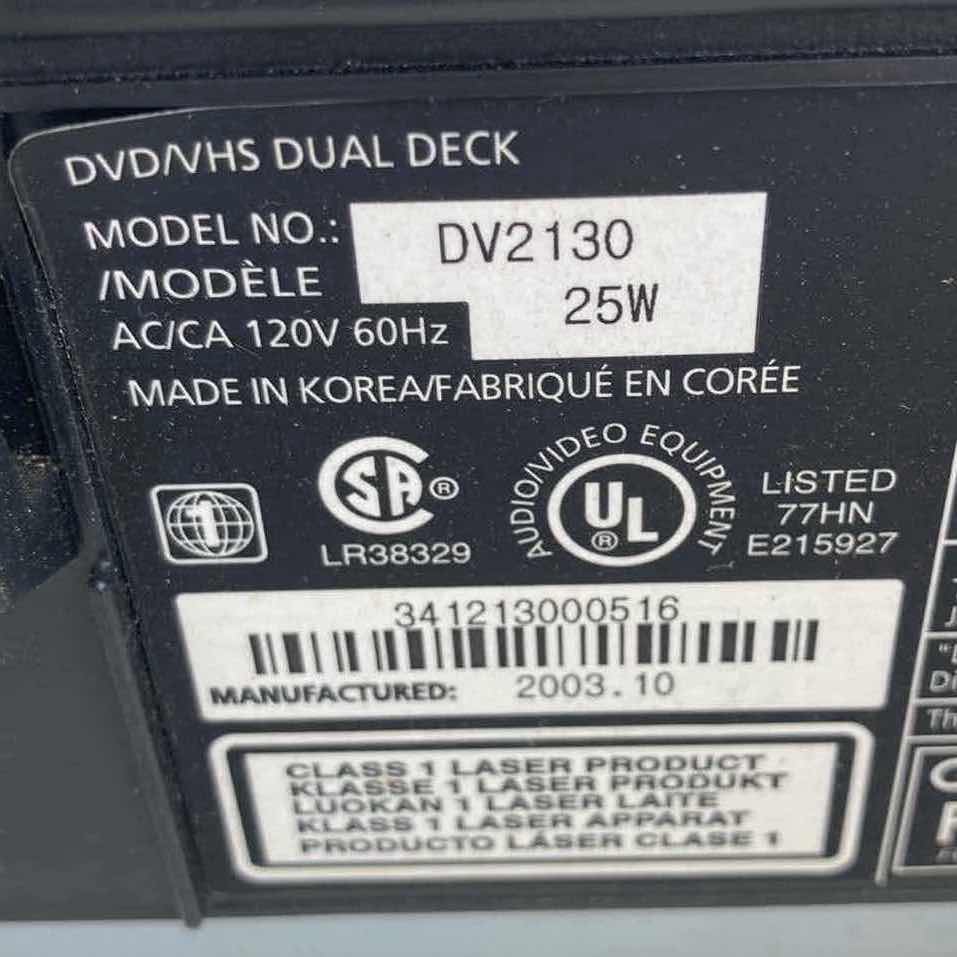 DVD/VHS DUAL DECK
MODEL NO.: DV2130
/MODÈLE 25W
AC/CA 120V 60Hz
MADE IN KOREA/FABRIQUÉ EN CORÉE
1
SA ®
LR38329
AUDIO/VIDEO EQUIPMENT
UL ®
LISTED
77HN
E215927
341213000516
MANUFACTURED: 2003.10
CLASS 1 LASER PRODUCT
KLASSE 1 LASER PRODUKT
LUOKAN 1 LASER LAITE
KLASS 1 LASER APPARAT
PRODUCTO LÁSER CLASE 1